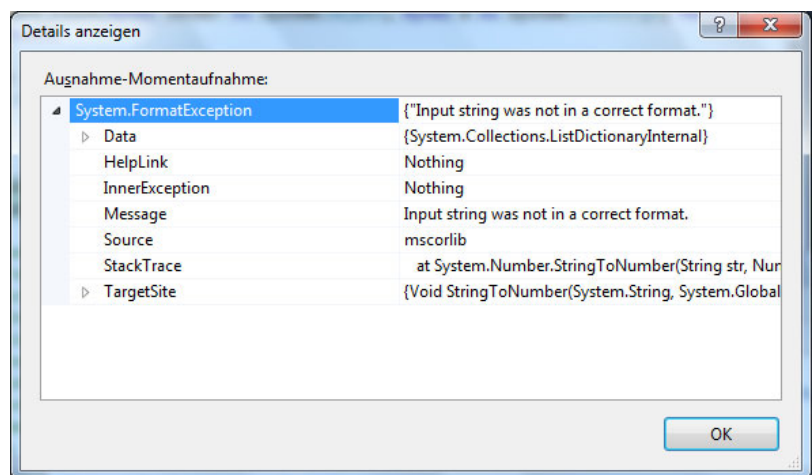 Details anzeigen
Ausnahme-Momentaufnahme:
System.FormatException {"Input string was not in a correct format."}
Data {System.Collections.ListDictionaryInternal}
HelpLink Nothing
InnerException Nothing
Message Input string was not in a correct format.
Source mscorlib
StackTrace at System.Number.StringToNumber(String str, Nur
TargetSite {Void StringToNumber(System.String, System.Global
OK